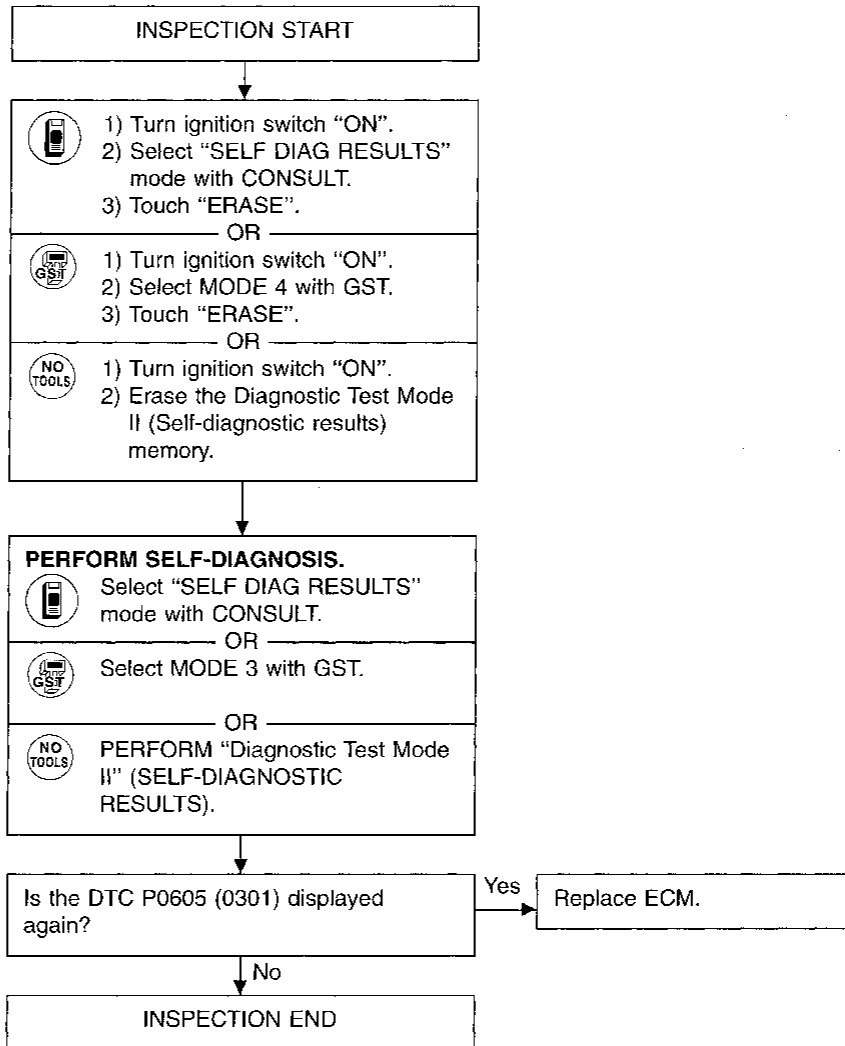 INSPECTION START
1) Turn ignition switch “ON”.
2) Select “SELF DIAG RESULTS”
mode with CONSULT.
3) Touch “ERASE”.
OR
GST
1) Turn ignition switch “ON”.
2) Select MODE 4 with GST.
3) Touch “ERASE”.
OR
NO
TOOLS
1) Turn ignition switch “ON”.
2) Erase the Diagnostic Test Mode
II (Self-diagnostic results)
memory.
PERFORM SELF-DIAGNOSIS.
Select “SELF DIAG RESULTS”
mode with CONSULT.
OR
GST
Select MODE 3 with GST.
OR
NO
TOOLS
PERFORM “Diagnostic Test Mode
II” (SELF-DIAGNOSTIC
RESULTS).
Is the DTC P0605 (0301) displayed
again?
Yes
Replace ECM.
No
INSPECTION END